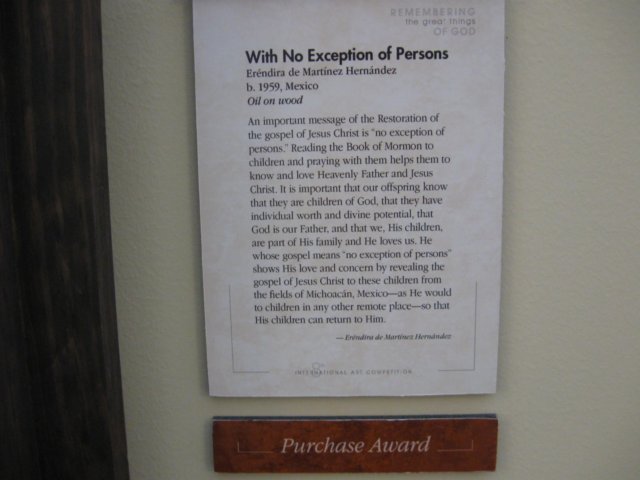 REMEMBERING
the great things
OF GOD
With No Exception of Persons
Eréndira de Martínez Hernández
b. 1959, Mexico
Oil on wood
An important message of the Restoration of
the gospel of Jesus Christ is "no exception of
persons." Reading the Book of Mormon to
children and praying with them helps them to
know and love Heavenly Father and Jesus
Christ. It is important that our offspring know
that they are children of God, that they have
individual worth and divine potential, that
God is our Father, and that we, His children,
are part of His family and He loves us. He
whose gospel means "no exception of persons"
shows His love and concern by revealing the
gospel of Jesus Christ to these children from
the fields of Michoacán, Mexico—as He would
to children in any other remote place—so that
His children can return to Him.
— Eréndira de Martínez Hernández
INTERNATIONAL ART COMPETITION
Purchase Award